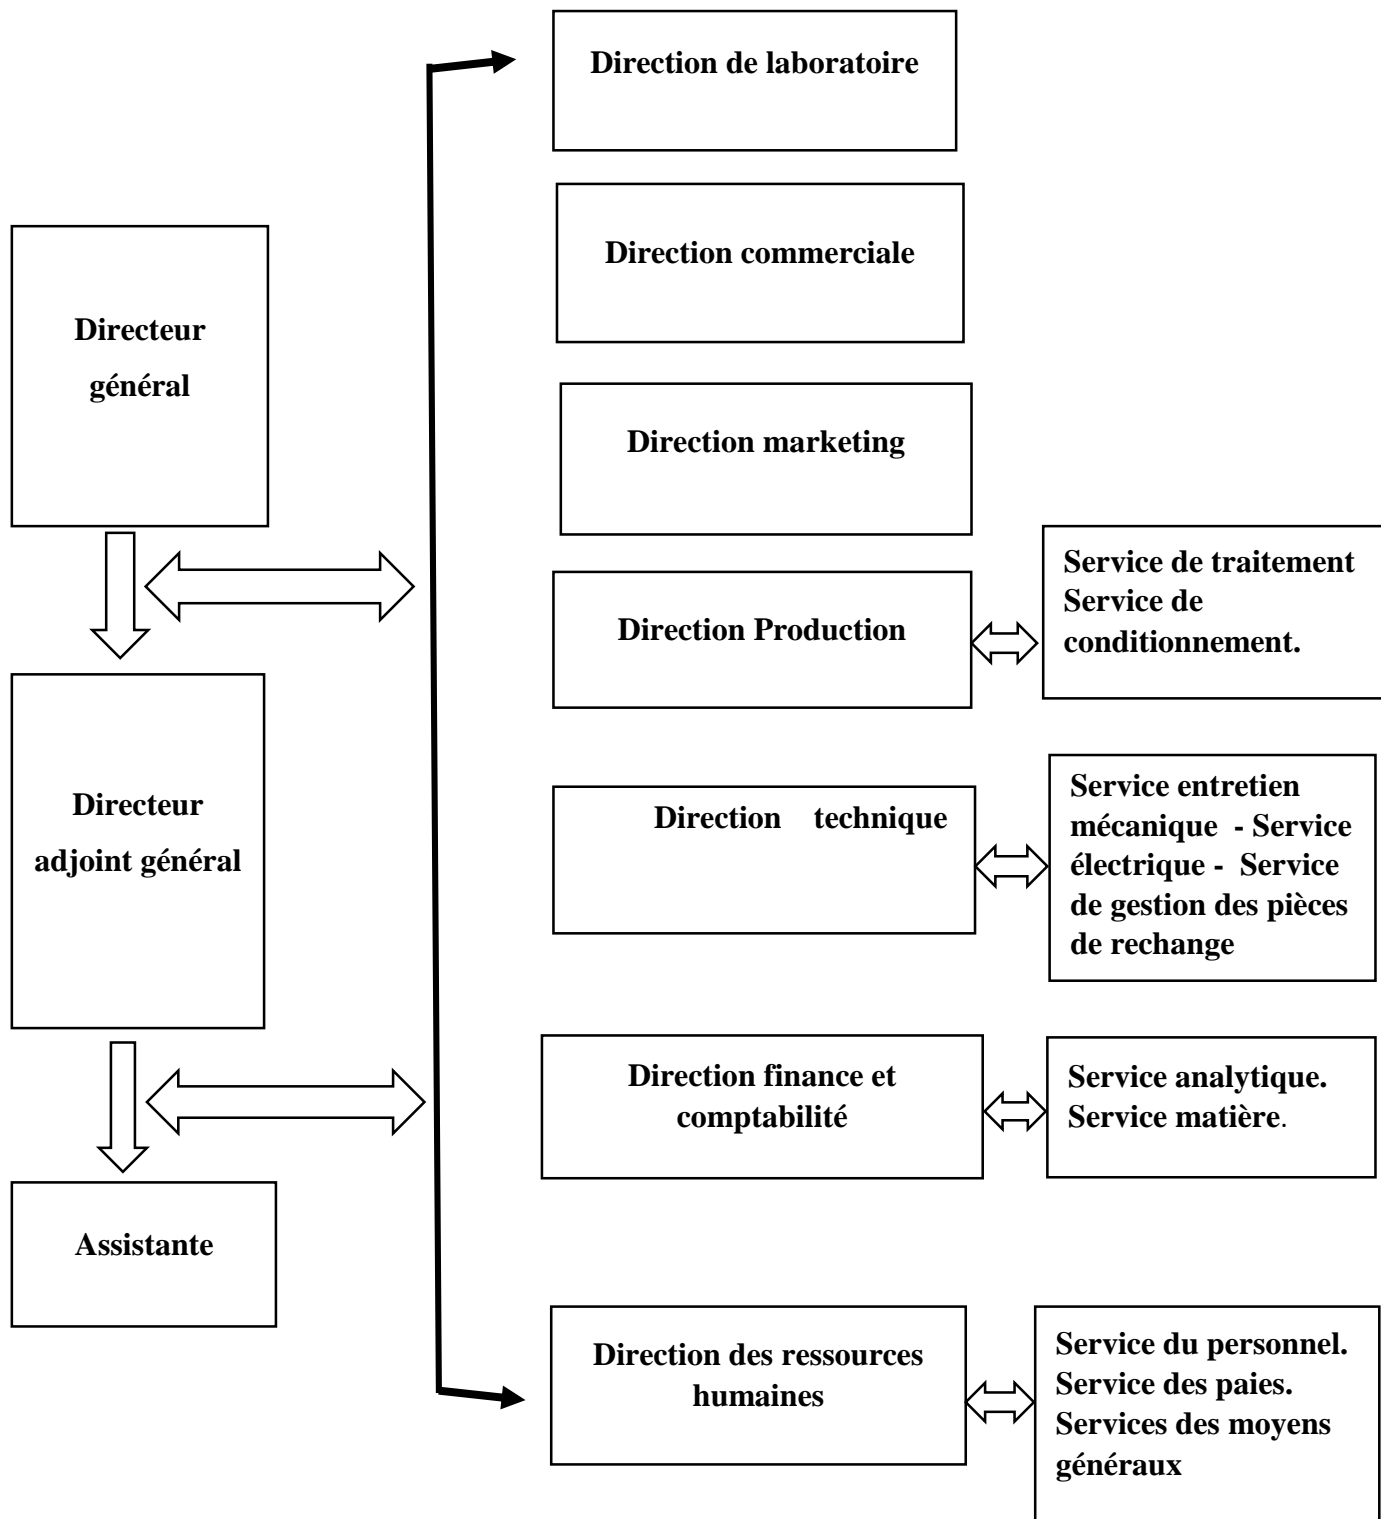 Direction de laboratoire
Direction commerciale
Directeur
général
Direction marketing
Service de traitement
Service de
conditionnement.
Direction Production
Directeur
adjoint général
Direction technique
Service entretien
mécanique - Service
électrique - Service
de gestion des pièces
de rechange
Direction finance et
comptabilité
Service analytique.
Service matière.
Assistante
Direction des ressources
humaines
Service du personnel.
Service des paies.
Services des moyens
généraux